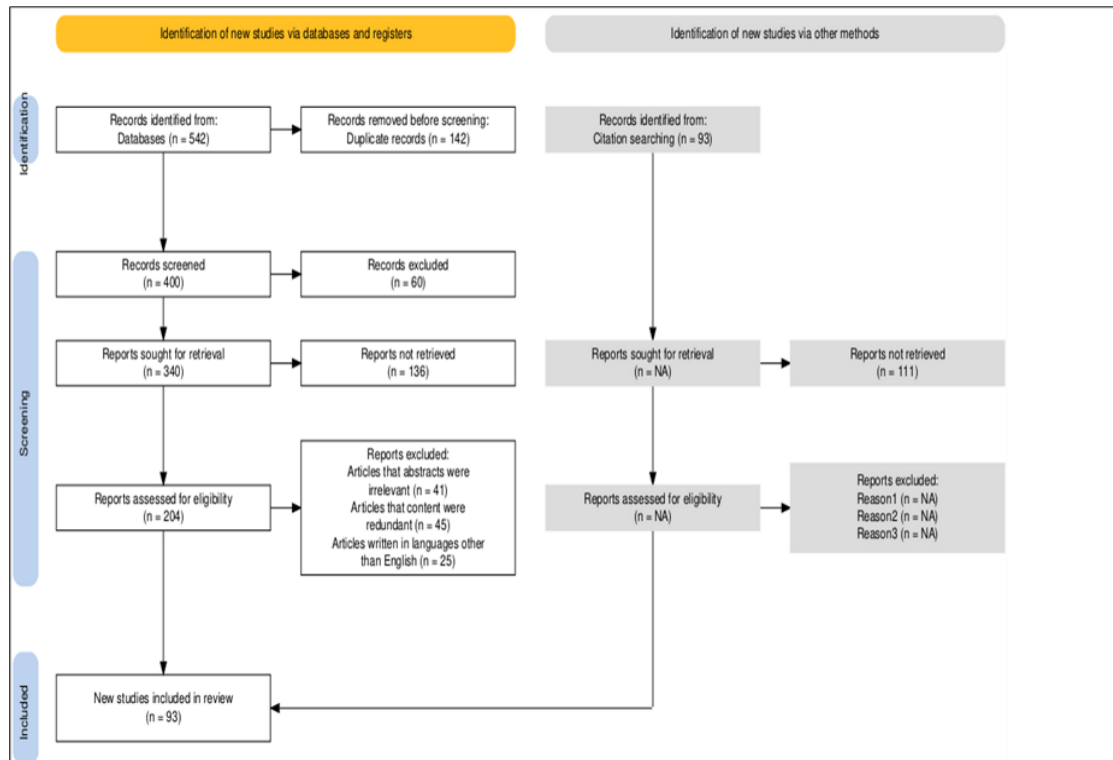 Identification of new studies via databases and registers
Identification of new studies via other methods
Identification
Records identified from:
Databases (n = 542)
Records removed before screening:
Duplicate records (n = 142)
Records identified from:
Citation searching (n = 93)
Screening
Records screened
(n = 400)
Records excluded
(n = 60)
Reports sought for retrieval
(n = 340)
Reports not retrieved
(n = 136)
Reports sought for retrieval
(n = NA)
Reports not retrieved
(n = 111)
Reports assessed for eligibility
(n = 204)
Reports excluded:
Articles that abstracts were
irrelevant (n = 41)
Articles that content were
redundant (n = 45)
Articles written in languages other
than English (n = 25)
Reports assessed for eligibility
(n = NA)
Reports excluded:
Reason1 (n = NA)
Reason2 (n = NA)
Reason3 (n = NA)
Included
New studies included in review
(n = 93)